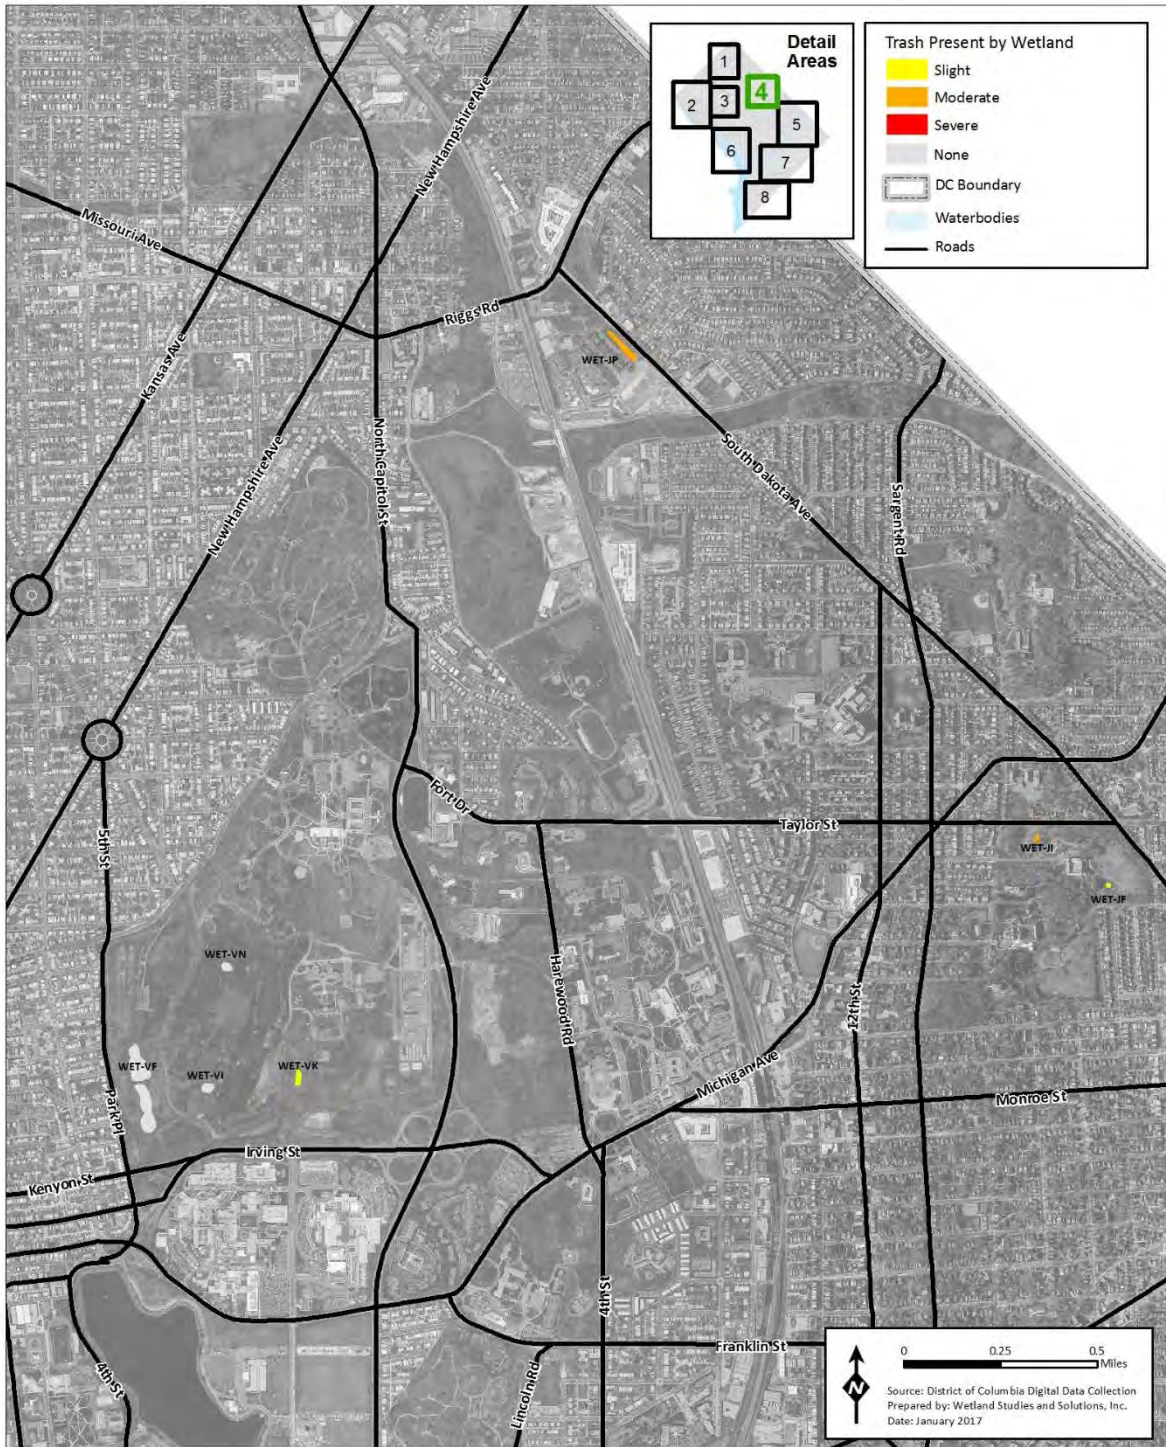 Detail
Areas
1
2
3
4
5
6
7
8
Trash Present by Wetland
Slight
Moderate
Severe
None
DC Boundary
Waterbodies
Roads
New Hampshire Ave
Missouri Ave
Riggs Rd
WET-JP
Kansas Ave
North Capitol St
New Hampshire Ave
South Dakota Ave
Sargent Rd
Fort Dr
Taylor St
5th St
WET-JI
WET-JF
WET-VN
Harewood Rd
12th St
WET-VF
WET-VI
WET-VK
Michigan Ave
Park Pl
Monroe St
Irving St
Kenyon St
4th St
Franklin St
4th St
Lincoln Rd
N
0 0.25 0.5
Miles
Source: District of Columbia Digital Data Collection
Prepared by: Wetland Studies and Solutions, Inc.
Date: January 2017